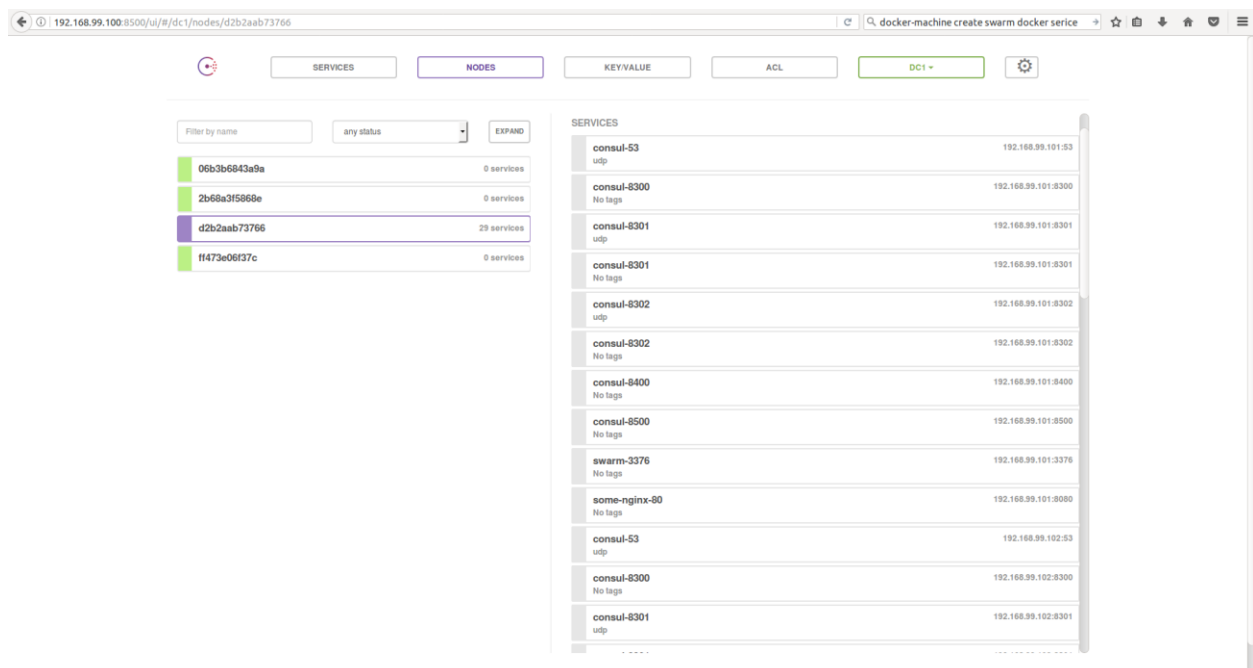 192.168.99.100:8500/ui/#/dc1/nodes/d2b2aab73766
docker-machine create swarm docker serice
SERVICES
NODES
KEY/VALUE
ACL
DC1
Filter by name
any status
EXPAND
06b3b6843a9a 0 services
2b68a3f5868e 0 services
d2b2aab73766 29 services
ff473e06f37c 0 services
SERVICES
consul-53 192.168.99.101:53
udp
consul-8300 192.168.99.101:8300
No tags
consul-8301 192.168.99.101:8301
udp
consul-8301 192.168.99.101:8301
No tags
consul-8302 192.168.99.101:8302
udp
consul-8302 192.168.99.101:8302
No tags
consul-8400 192.168.99.101:8400
No tags
consul-8500 192.168.99.101:8500
No tags
swarm-3376 192.168.99.101:3376
No tags
some-nginx-80 192.168.99.101:8080
No tags
consul-53 192.168.99.102:53
udp
consul-8300 192.168.99.102:8300
No tags
consul-8301 192.168.99.102:8301
udp